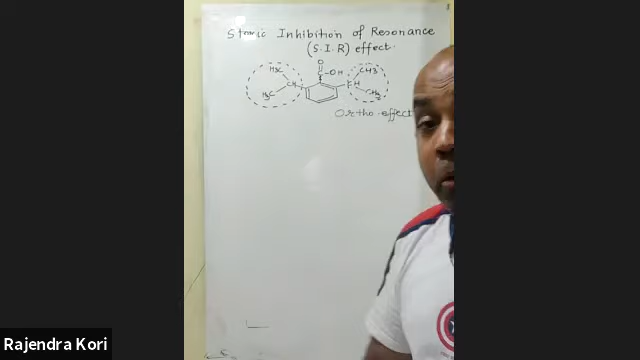 Steric Inhibition of Resonance
(S.I.R) effect.
H3C
CH
H3C
O
C-OH
CH3
CH
CH3
Ortho effect
Rajendra Kori